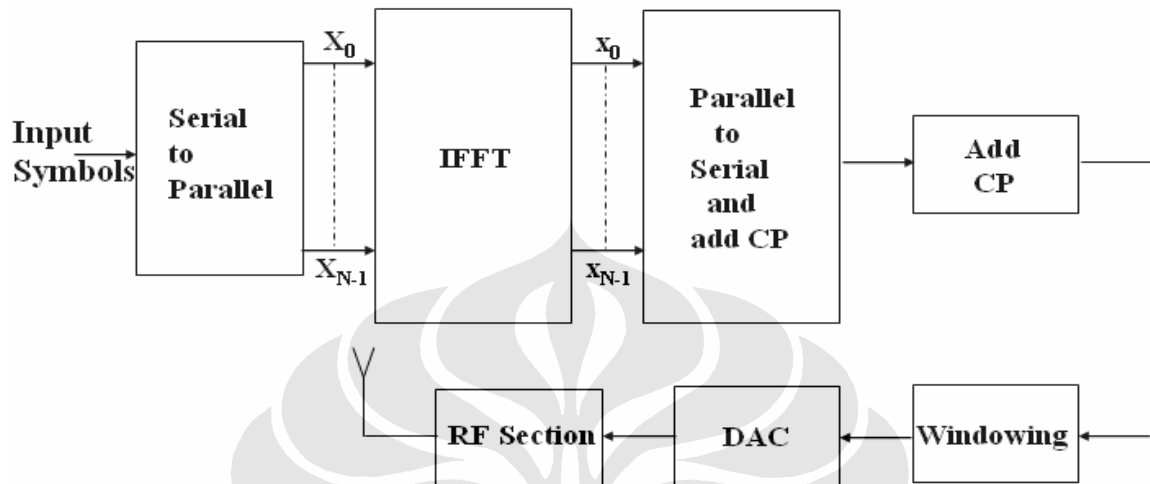 Input
Symbols
Serial
to
Parallel
X0
XN-1
IFFT
x0
xN-1
Parallel
to
Serial
and
add CP
Add
CP
RF Section
DAC
Windowing